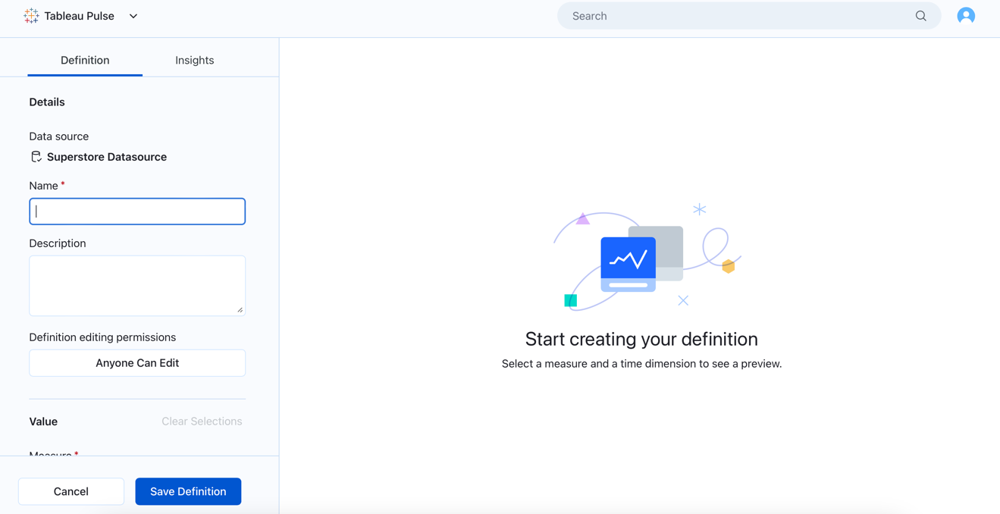 Tableau Pulse
Search
Definition Insights
Details
Data source
Superstore Datasource
Name *
Description
Definition editing permissions
Anyone Can Edit
Value Clear Selections
Measure *
Cancel Save Definition
Start creating your definition
Select a measure and a time dimension to see a preview.